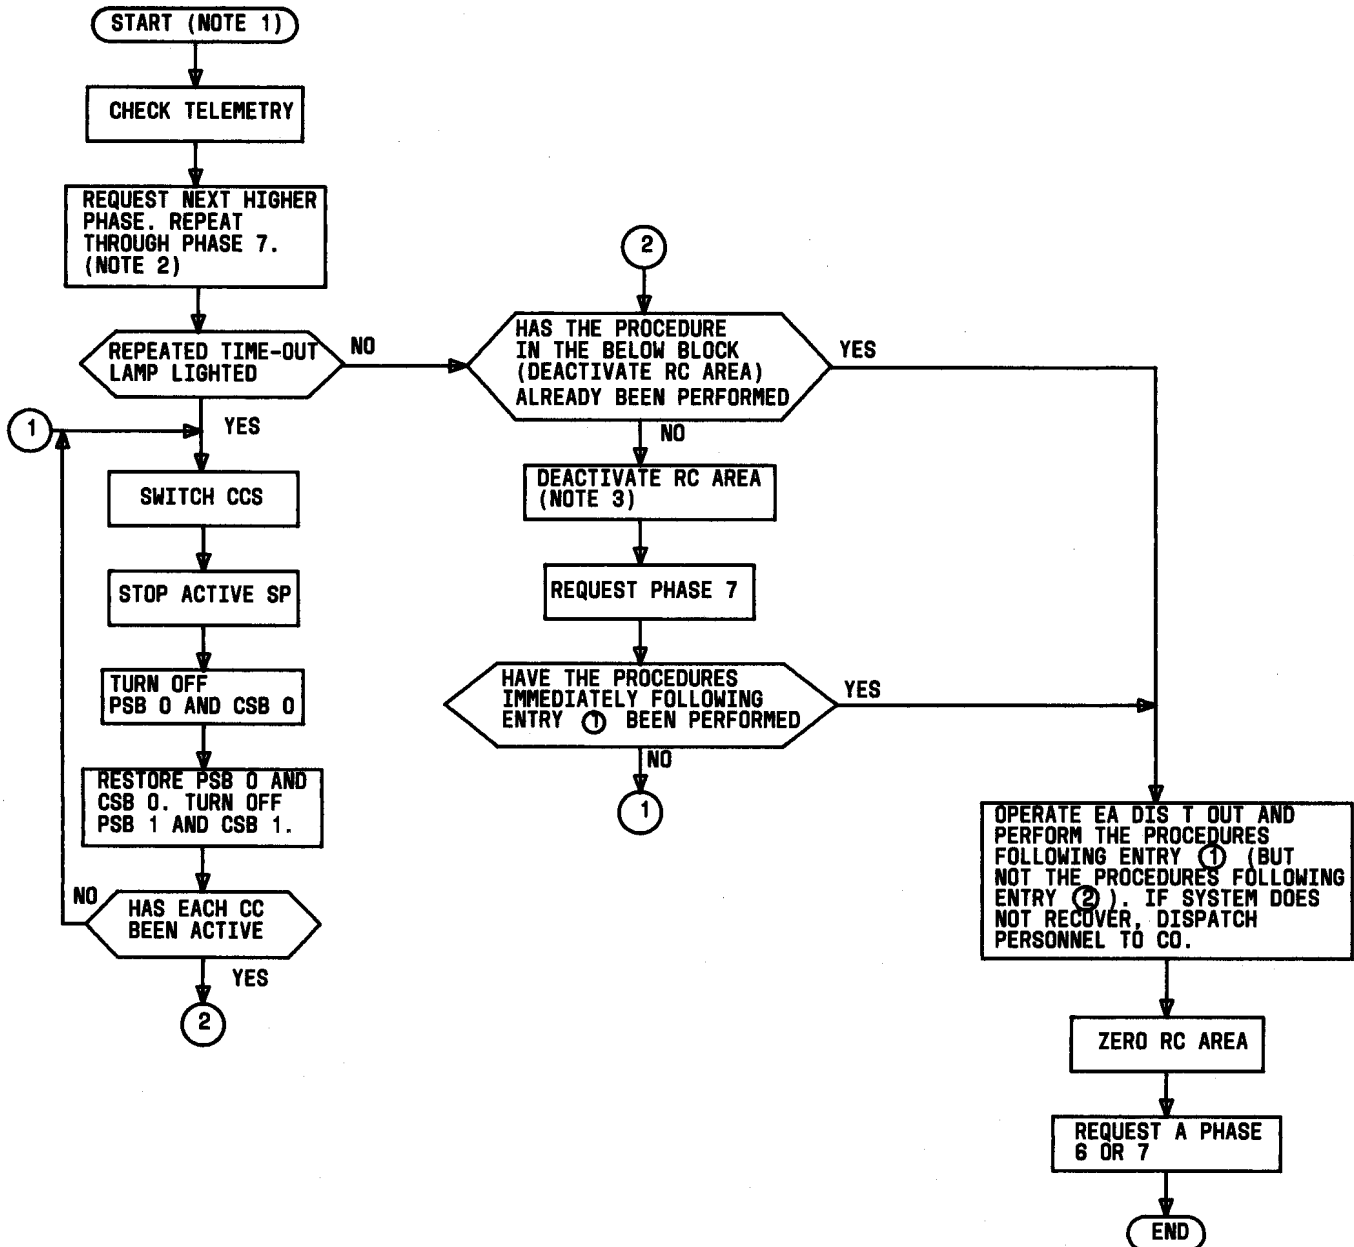 START (NOTE 1)
CHECK TELEMETRY
REQUEST NEXT HIGHER
PHASE. REPEAT
THROUGH PHASE 7.
(NOTE 2)
REPEATED TIME-OUT
LAMP LIGHTED
NO
YES
1
SWITCH CCS
STOP ACTIVE SP
TURN OFF
PSB 0 AND CSB 0
RESTORE PSB 0 AND
CSB 0. TURN OFF
PSB 1 AND CSB 1.
NO
HAS EACH CC
BEEN ACTIVE
YES
2
2
HAS THE PROCEDURE
IN THE BELOW BLOCK
(DEACTIVATE RC AREA)
ALREADY BEEN PERFORMED
YES
NO
DEACTIVATE RC AREA
(NOTE 3)
REQUEST PHASE 7
HAVE THE PROCEDURES
IMMEDIATELY FOLLOWING
ENTRY 1 BEEN PERFORMED
YES
NO
1
OPERATE EA DIS T OUT AND
PERFORM THE PROCEDURES
FOLLOWING ENTRY 1 (BUT
NOT THE PROCEDURES FOLLOWING
ENTRY 2). IF SYSTEM DOES
NOT RECOVER, DISPATCH
PERSONNEL TO CO.
ZERO RC AREA
REQUEST A PHASE
6 OR 7
END